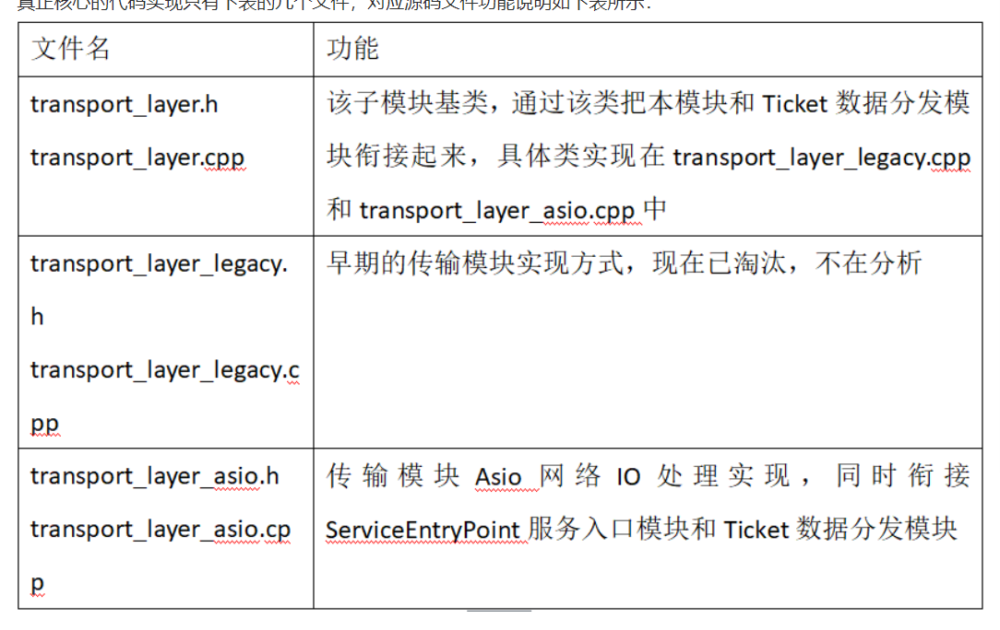 真正核心的代码实现只有下表的几个文件，对应源码文件功能说明如下表所示：
文件名
功能
transport_layer.h
transport_layer.cpp
该子模块基类，通过该类把本模块和 Ticket 数据分发模
块衔接起来，具体类实现在 transport_layer_legacy.cpp
和 transport_layer_asio.cpp 中
transport_layer_legacy.
h
transport_layer_legacy.c
pp
早期的传输模块实现方式，现在已淘汰，不在分析
transport_layer_asio.h
transport_layer_asio.cp
p
传输模块 Asio 网络 IO 处理实现，同时衔接
ServiceEntryPoint 服务入口模块和 Ticket 数据分发模块